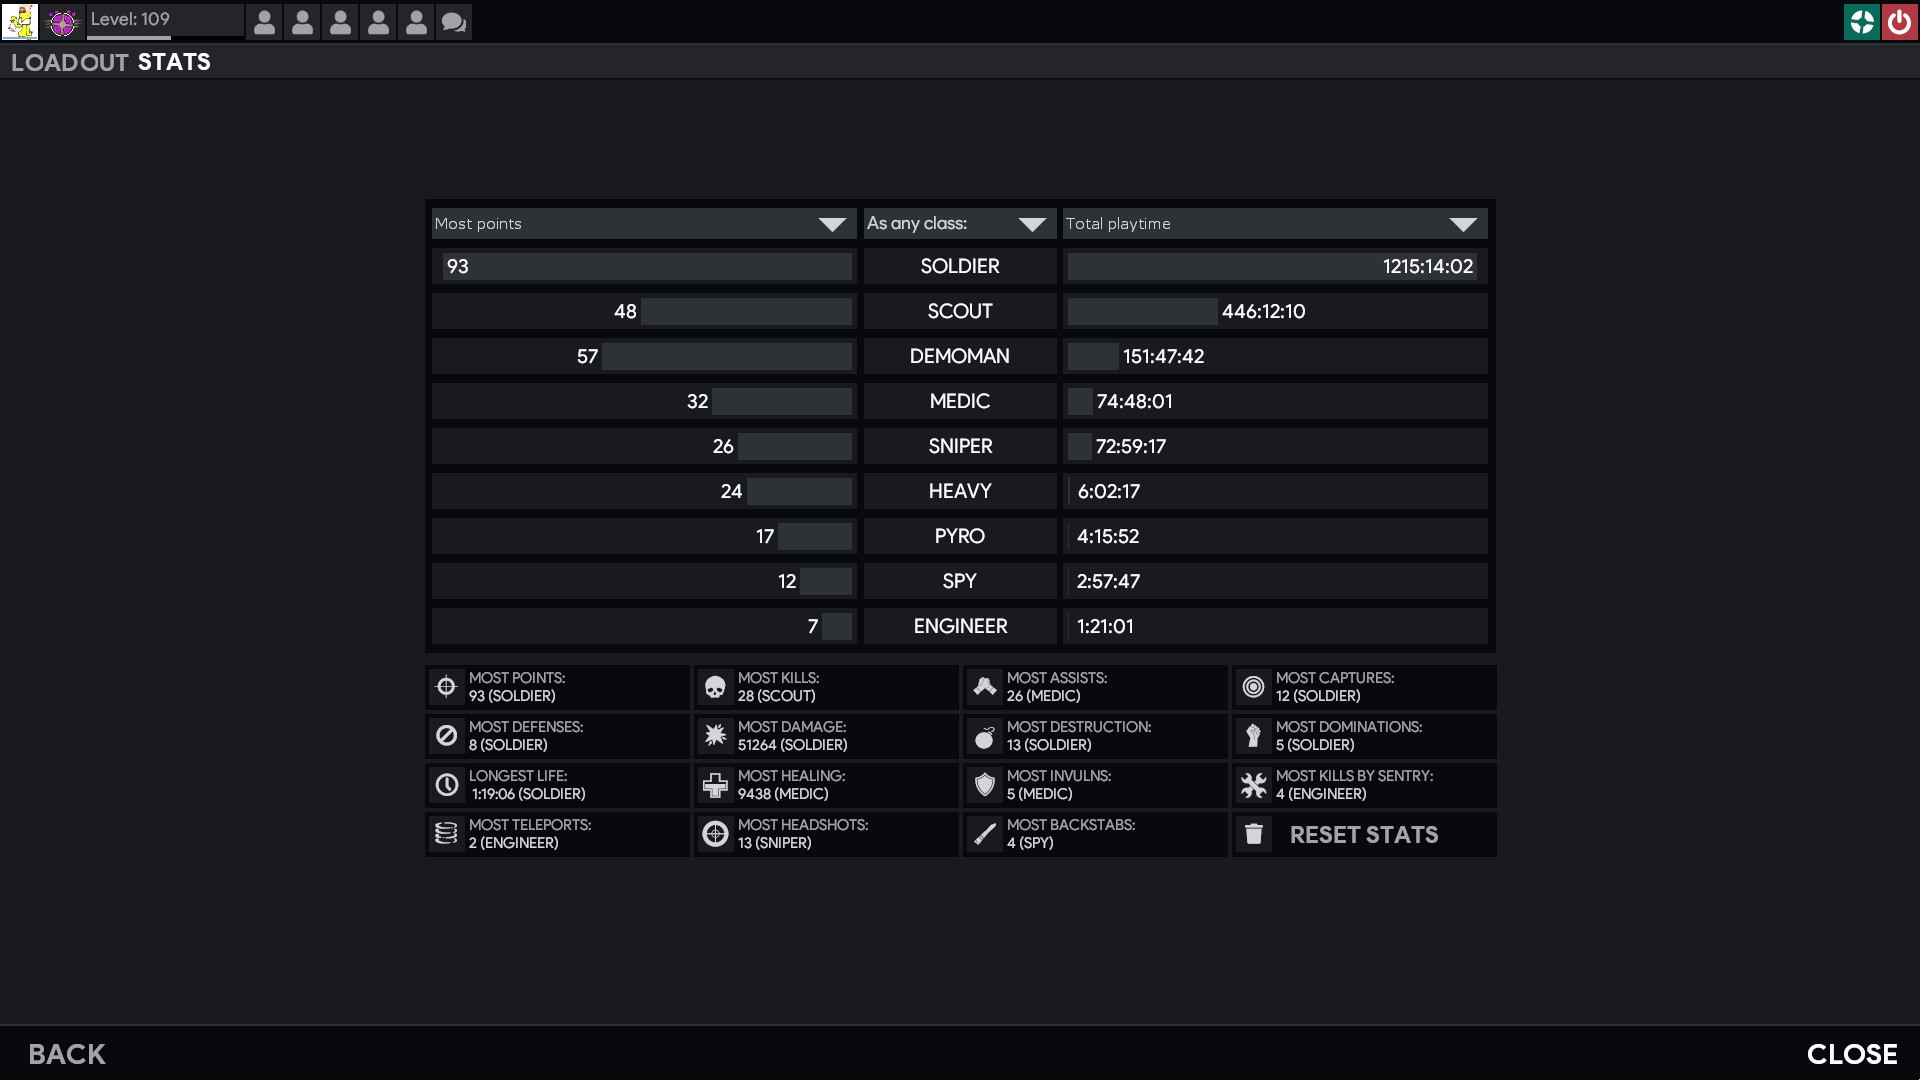 Level: 109
LOADOUT STATS
Most points As any class: Total playtime
93 SOLDIER 1215:14:02
48 SCOUT 446:12:10
57 DEMOMAN 151:47:42
32 MEDIC 74:48:01
26 SNIPER 72:59:17
24 HEAVY 6:02:17
17 PYRO 4:15:52
12 SPY 2:57:47
7 ENGINEER 1:21:01
MOST POINTS: MOST KILLS: MOST ASSISTS: MOST CAPTURES:
93 (SOLDIER) 28 (SCOUT) 26 (MEDIC) 12 (SOLDIER)
MOST DEFENSES: MOST DAMAGE: MOST DESTRUCTION: MOST DOMINATIONS:
8 (SOLDIER) 51264 (SOLDIER) 13 (SOLDIER) 5 (SOLDIER)
LONGEST LIFE: MOST HEALING: MOST INVULNS: MOST KILLS BY SENTRY:
1:19:06 (SOLDIER) 9438 (MEDIC) 5 (MEDIC) 4 (ENGINEER)
MOST TELEPORTS: MOST HEADSHOTS: MOST BACKSTABS: RESET STATS
2 (ENGINEER) 13 (SNIPER) 4 (SPY)
BACK CLOSE